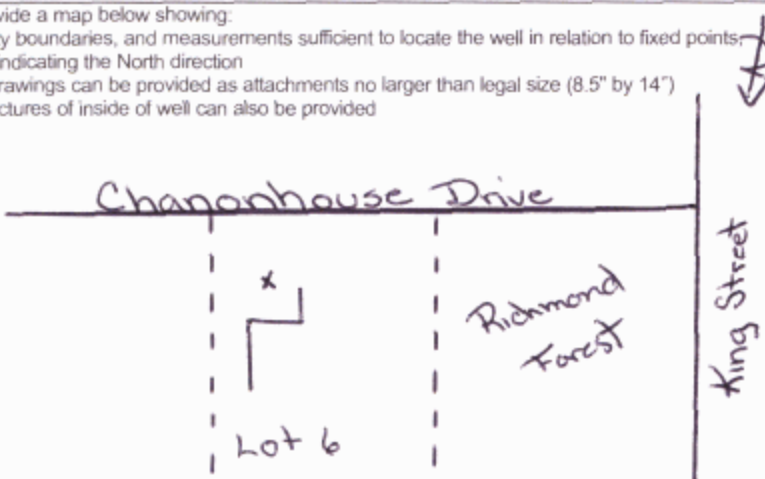 vide a map below showing:
y boundaries, and measurements sufficient to locate the well in relation to fixed points,
ndicating the North direction
rawings can be provided as attachments no larger than legal size (8.5" by 14")
ctures of inside of well can also be provided
Chanonhouse Drive
x
Richmond
Forest
King Street
Lot 6